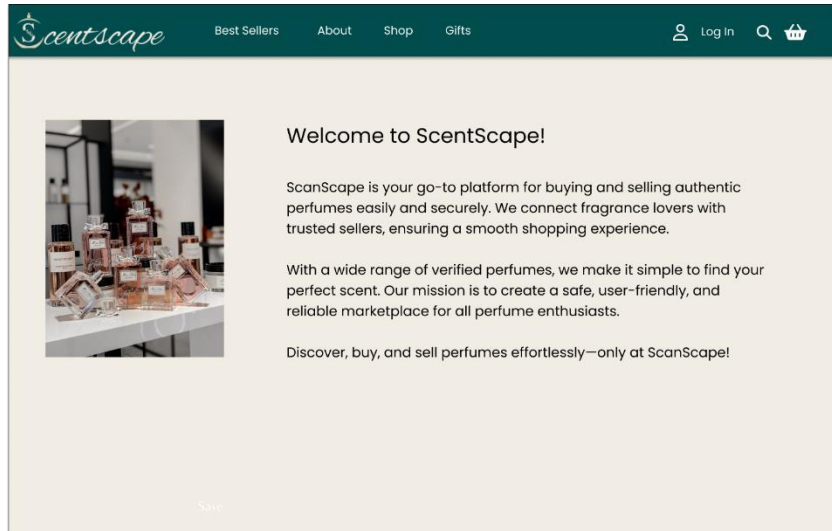 Scentscape
Best Sellers
About
Shop
Gifts
Log In
Welcome to ScentScape!
ScanScape is your go-to platform for buying and selling authentic
perfumes easily and securely. We connect fragrance lovers with
trusted sellers, ensuring a smooth shopping experience.
With a wide range of verified perfumes, we make it simple to find your
perfect scent. Our mission is to create a safe, user-friendly, and
reliable marketplace for all perfume enthusiasts.
Discover, buy, and sell perfumes effortlessly—only at ScanScape!
Save